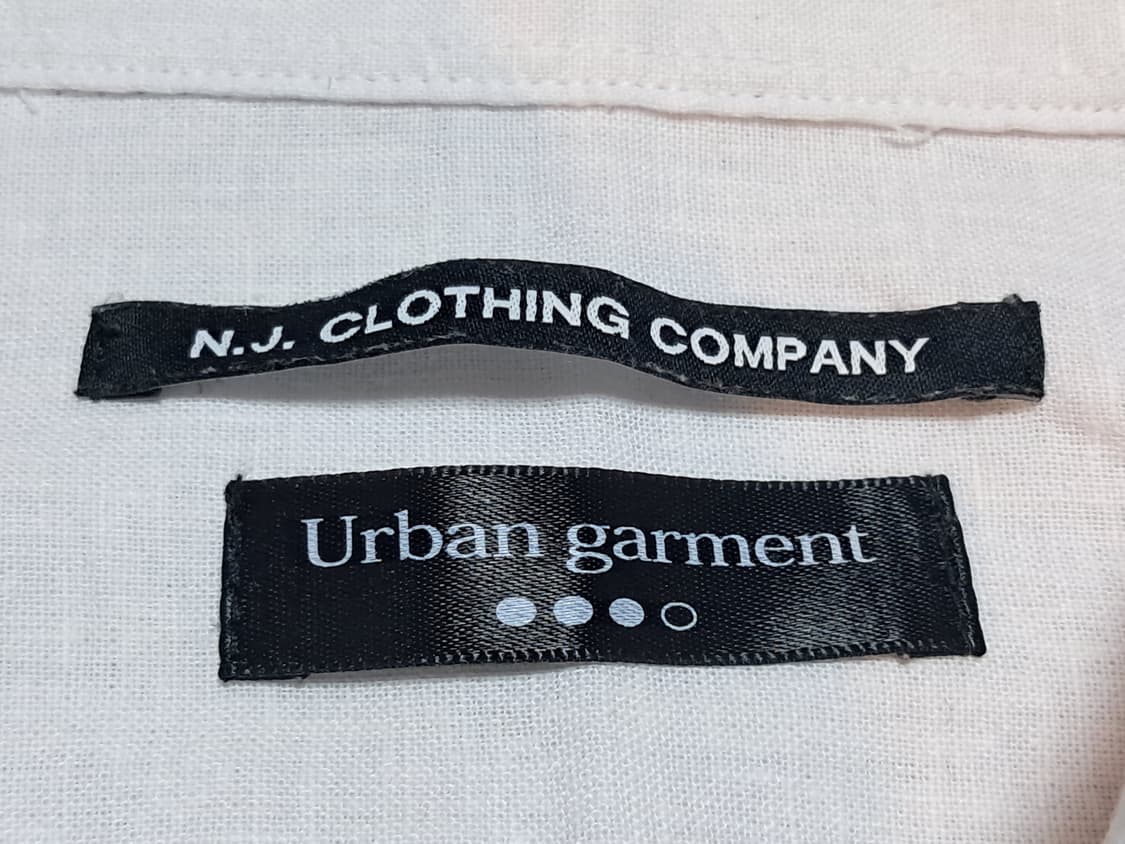 N.J. CLOTHING COMPANY
Urban garment